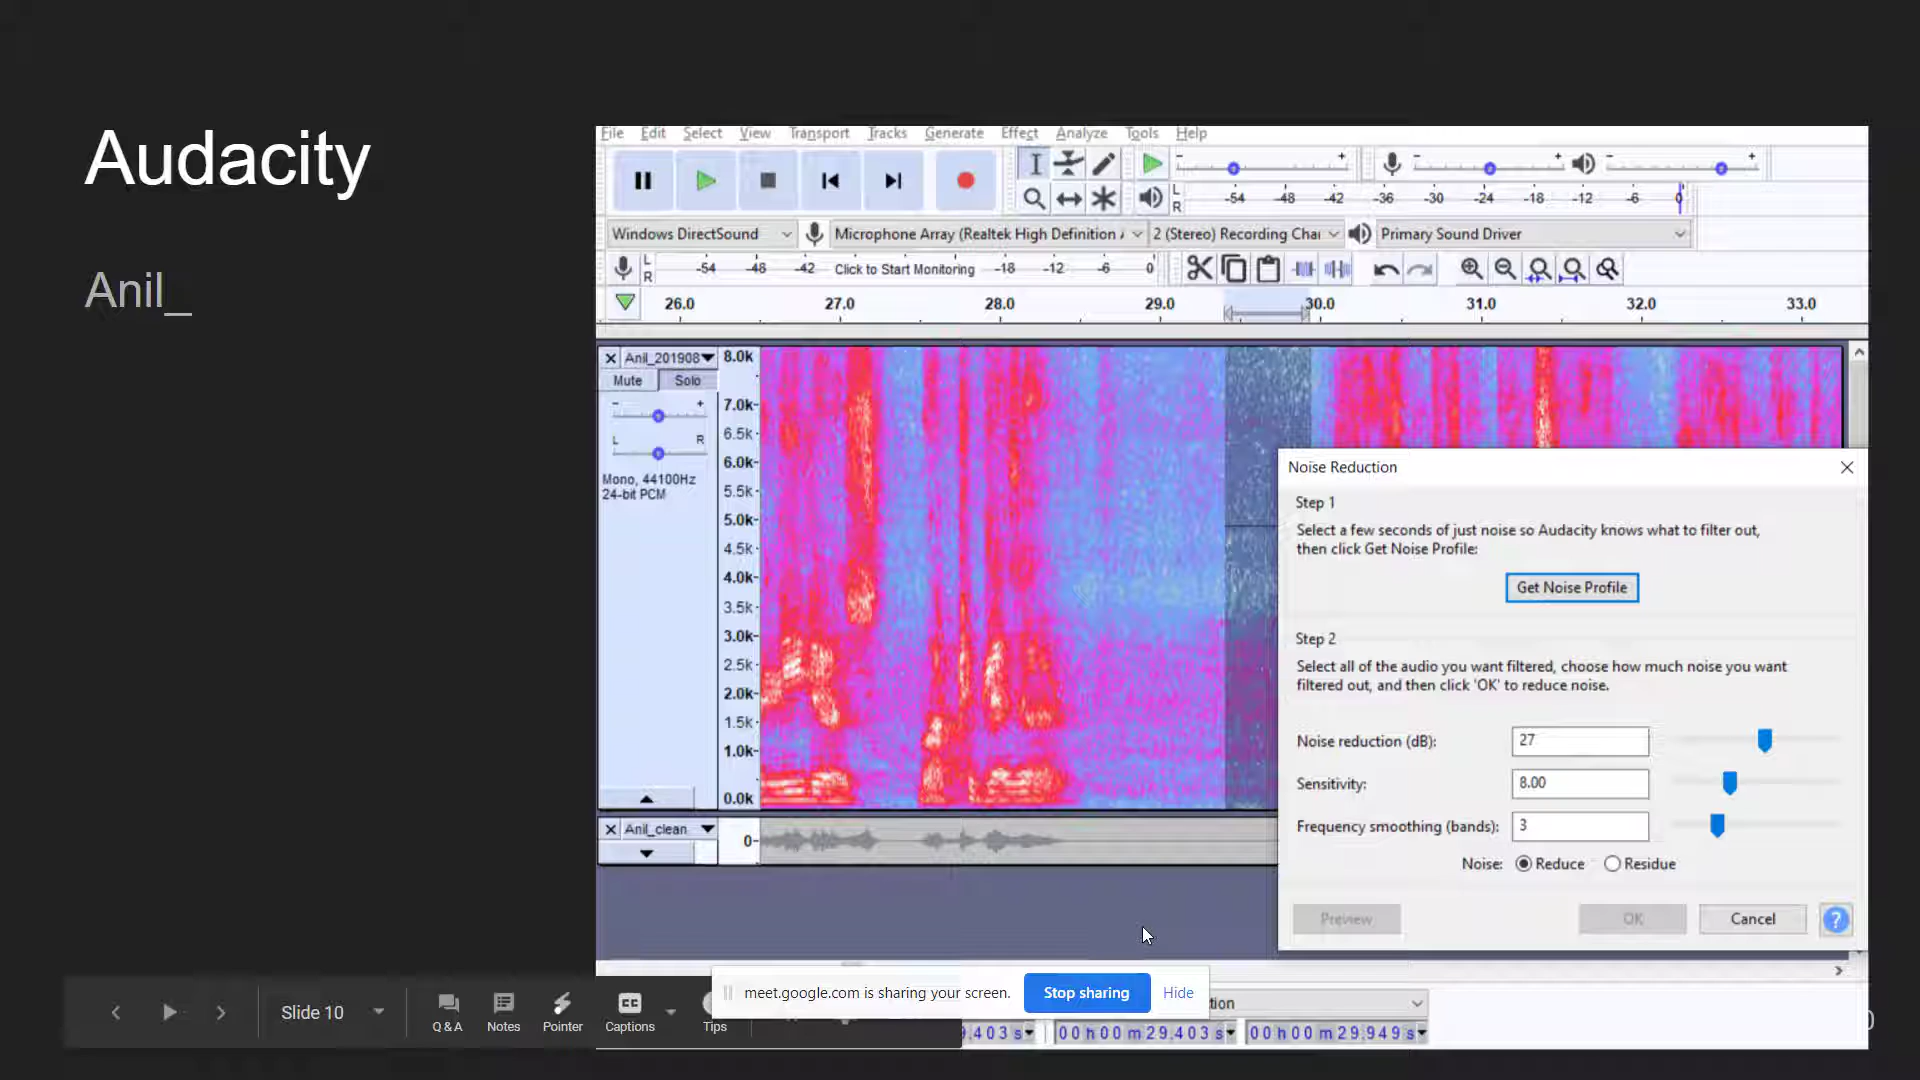 Audacity
Anil_
File Edit Select View Transport Tracks Generate Effect Analyze Tools Help
L
R
-54 -48 -42 -36 -30 -24 -18 -12 -6 0
Windows DirectSound
Microphone Array (Realtek High Definition
2 (Stereo) Recording Chai
Primary Sound Driver
L
R
-54 -48 -42 Click to Start Monitoring -18 -12 -6 0
26.0 27.0 28.0 29.0 30.0 31.0 32.0 33.0
Anil_201908
Mute Solo
L R
Mono, 44100Hz
24-bit PCM
8.0k
7.0k
6.5k
6.0k
5.5k
5.0k
4.5k
4.0k
3.5k
3.0k
2.5k
2.0k
1.5k
1.0k
0.0k
Anil_clean
0
Noise Reduction
Step 1
Select a few seconds of just noise so Audacity knows what to filter out,
then click Get Noise Profile:
Get Noise Profile
Step 2
Select all of the audio you want filtered, choose how much noise you want
filtered out, and then click 'OK' to reduce noise.
Noise reduction (dB): 27
Sensitivity: 8.00
Frequency smoothing (bands): 3
Noise: Reduce Residue
Preview OK Cancel ?
meet.google.com is sharing your screen. Stop sharing Hide
Slide 10
Q & A
Notes
Pointer
CC
Captions
Tips
tion
9.403 s
00 h 00 m 29.403 s
00 h 00 m 29.949 s